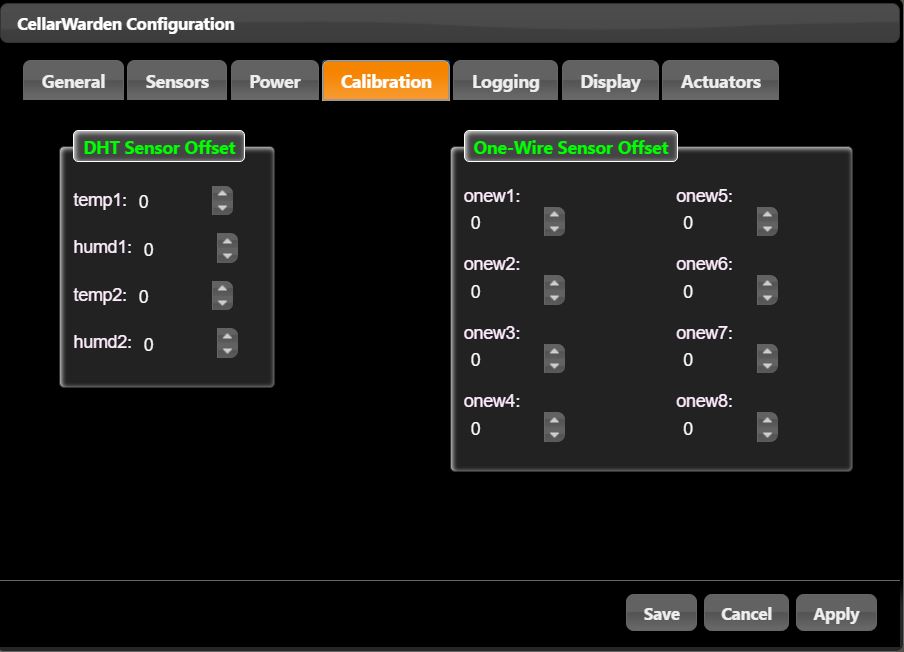 CellarWarden Configuration
General Sensors Power Calibration Logging Display Actuators
DHT Sensor Offset
temp1: 0
humd1: 0
temp2: 0
humd2: 0
One-Wire Sensor Offset
onew1: onew5:
0 0
onew2: onew6:
0 0
onew3: onew7:
0 0
onew4: onew8:
0 0
Save Cancel Apply